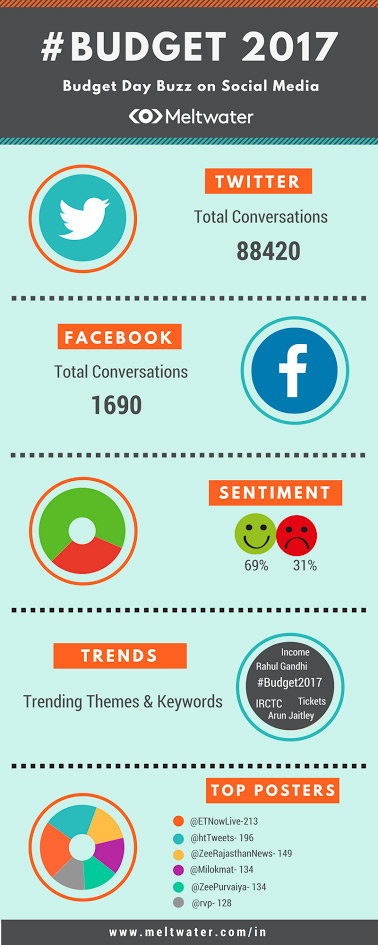 #BUDGET 2017
Budget Day Buzz on Social Media
Meltwater
TWITTER
Total Conversations
88420
FACEBOOK
Total Conversations
1690
SENTIMENT
69% 31%
TRENDS
Trending Themes & Keywords
Income
Rahul Gandhi
#Budget2017
IRCTC Tickets
Arun Jaitley
TOP POSTERS
@ETNowLive-213
@htTweets- 196
@ZeeRajasthanNews- 149
@Milokmat- 134
@ZeePurvaiya- 134
@rvp- 128
www.meltwater.com/in